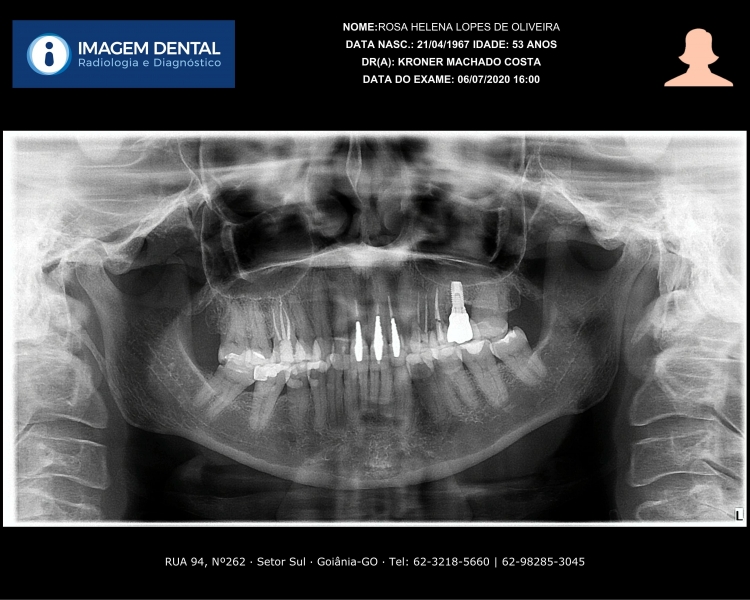 IMAGEM DENTAL
Radiologia e Diagnóstico
NOME:ROSA HELENA LOPES DE OLIVEIRA
DATA NASC.: 21/04/1967 IDADE: 53 ANOS
DR(A): KRONER MACHADO COSTA
DATA DO EXAME: 06/07/2020 16:00
L
RUA 94, Nº262 · Setor Sul · Goiânia-GO · Tel: 62-3218-5660 | 62-98285-3045